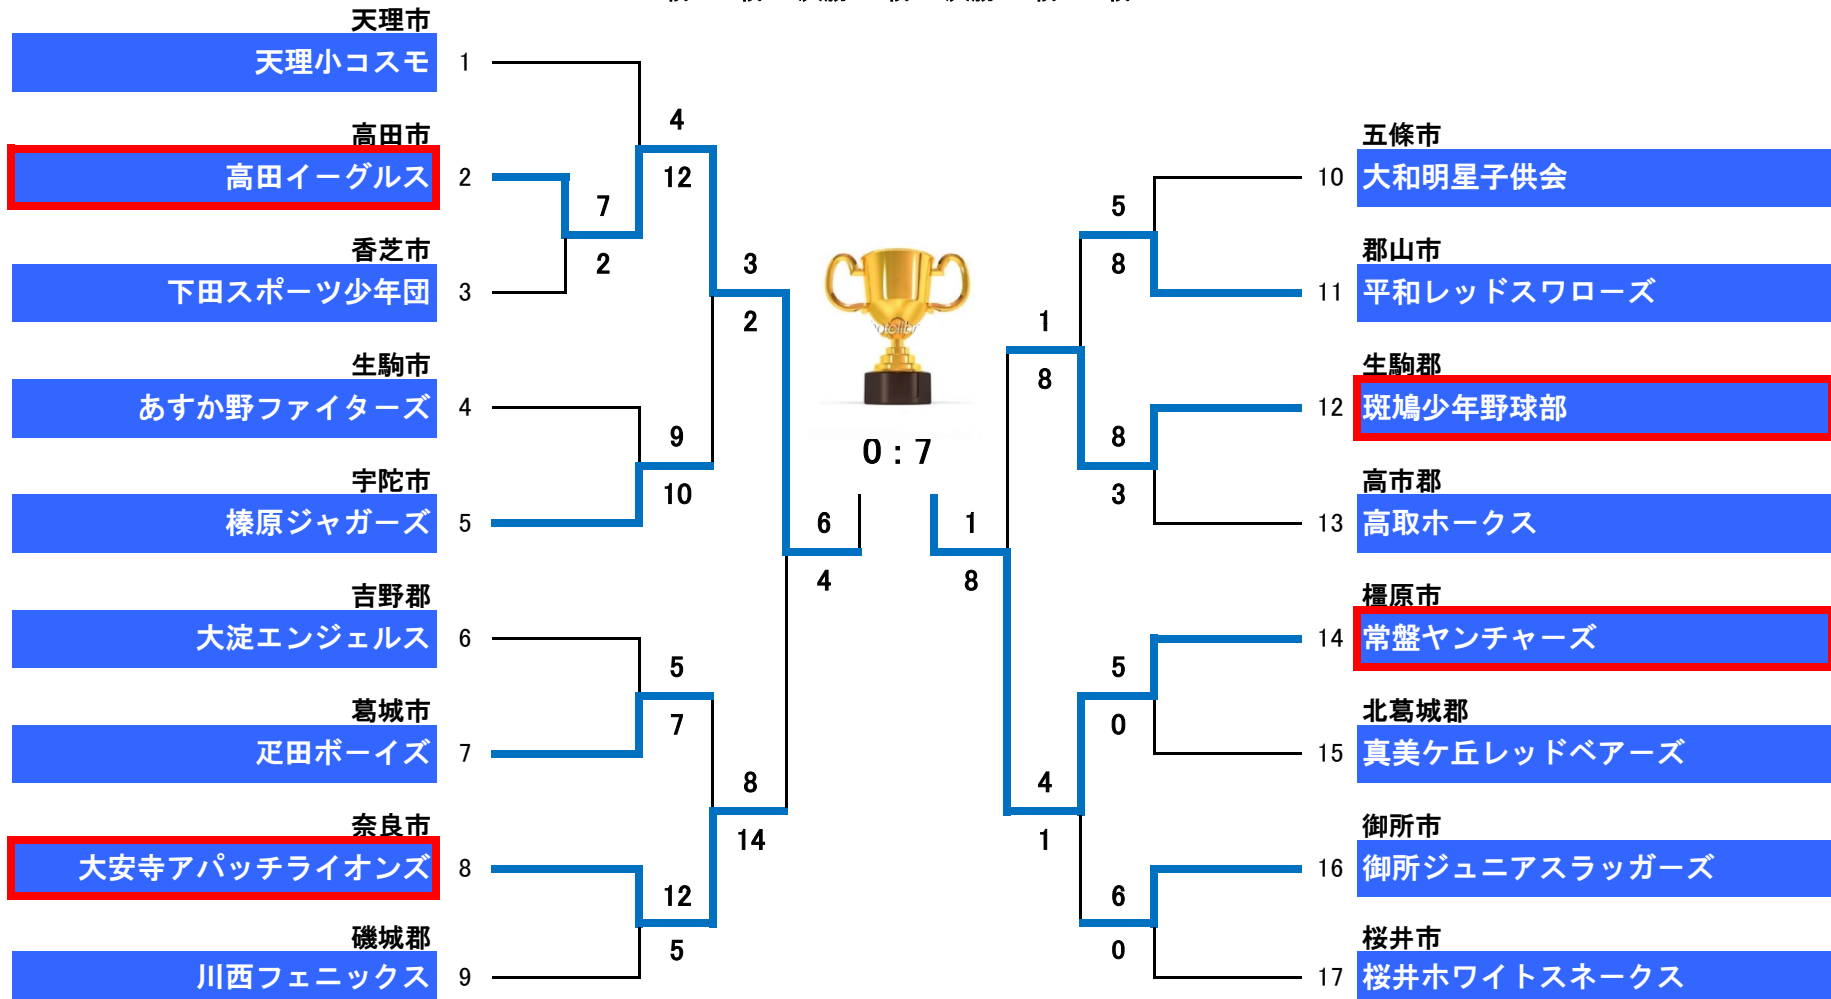 天理市
天理小コスモ 1
高田市
高田イーグルス 2
香芝市
下田スポーツ少年団 3
生駒市
あすか野ファイターズ 4
宇陀市
榛原ジャガーズ 5
吉野郡
大淀エンジェルス 6
葛城市
疋田ボーイズ 7
奈良市
大安寺アパッチライオンズ 8
磯城郡
川西フェニックス 9
4
12
7
2
3
2
9
10
6
4
5
7
8
14
12
5
0 : 7
5
8
1
8
8
3
1
8
5
0
4
1
6
0
五條市
10 大和明星子供会
郡山市
11 平和レッドスワローズ
生駒郡
12 斑鳩少年野球部
高市郡
13 高取ホークス
橿原市
14 常盤ヤンチャーズ
北葛城郡
15 真美ケ丘レッドベアーズ
御所市
16 御所ジュニアスラッガーズ
桜井市
17 桜井ホワイトスネークス